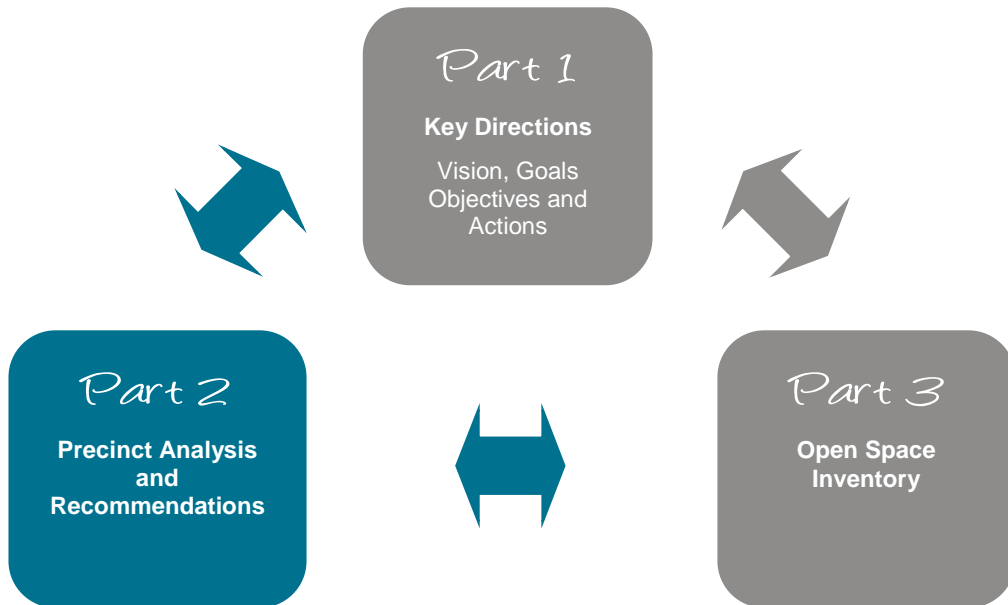 Part 1
Key Directions
Vision, Goals
Objectives and
Actions
Part 2
Precinct Analysis
and
Recommendations
Part 3
Open Space
Inventory